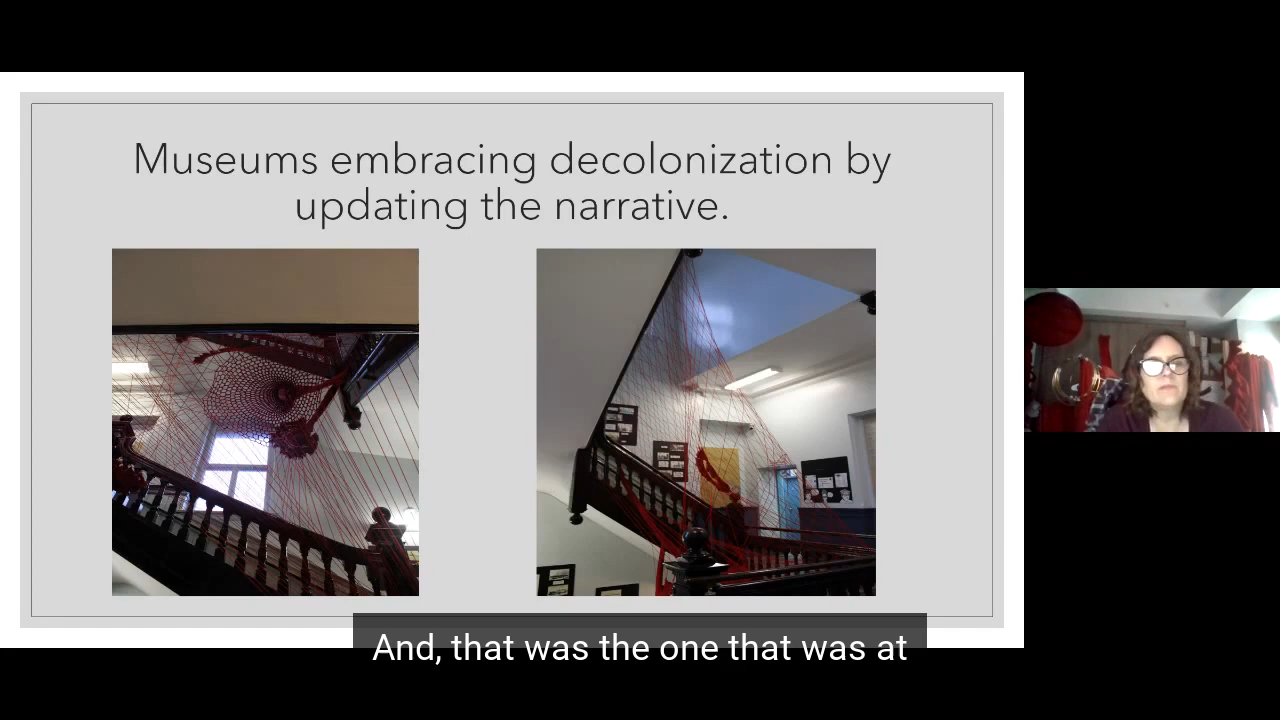 Museums embracing decolonization by
updating the narrative.
And, that was the one that was at